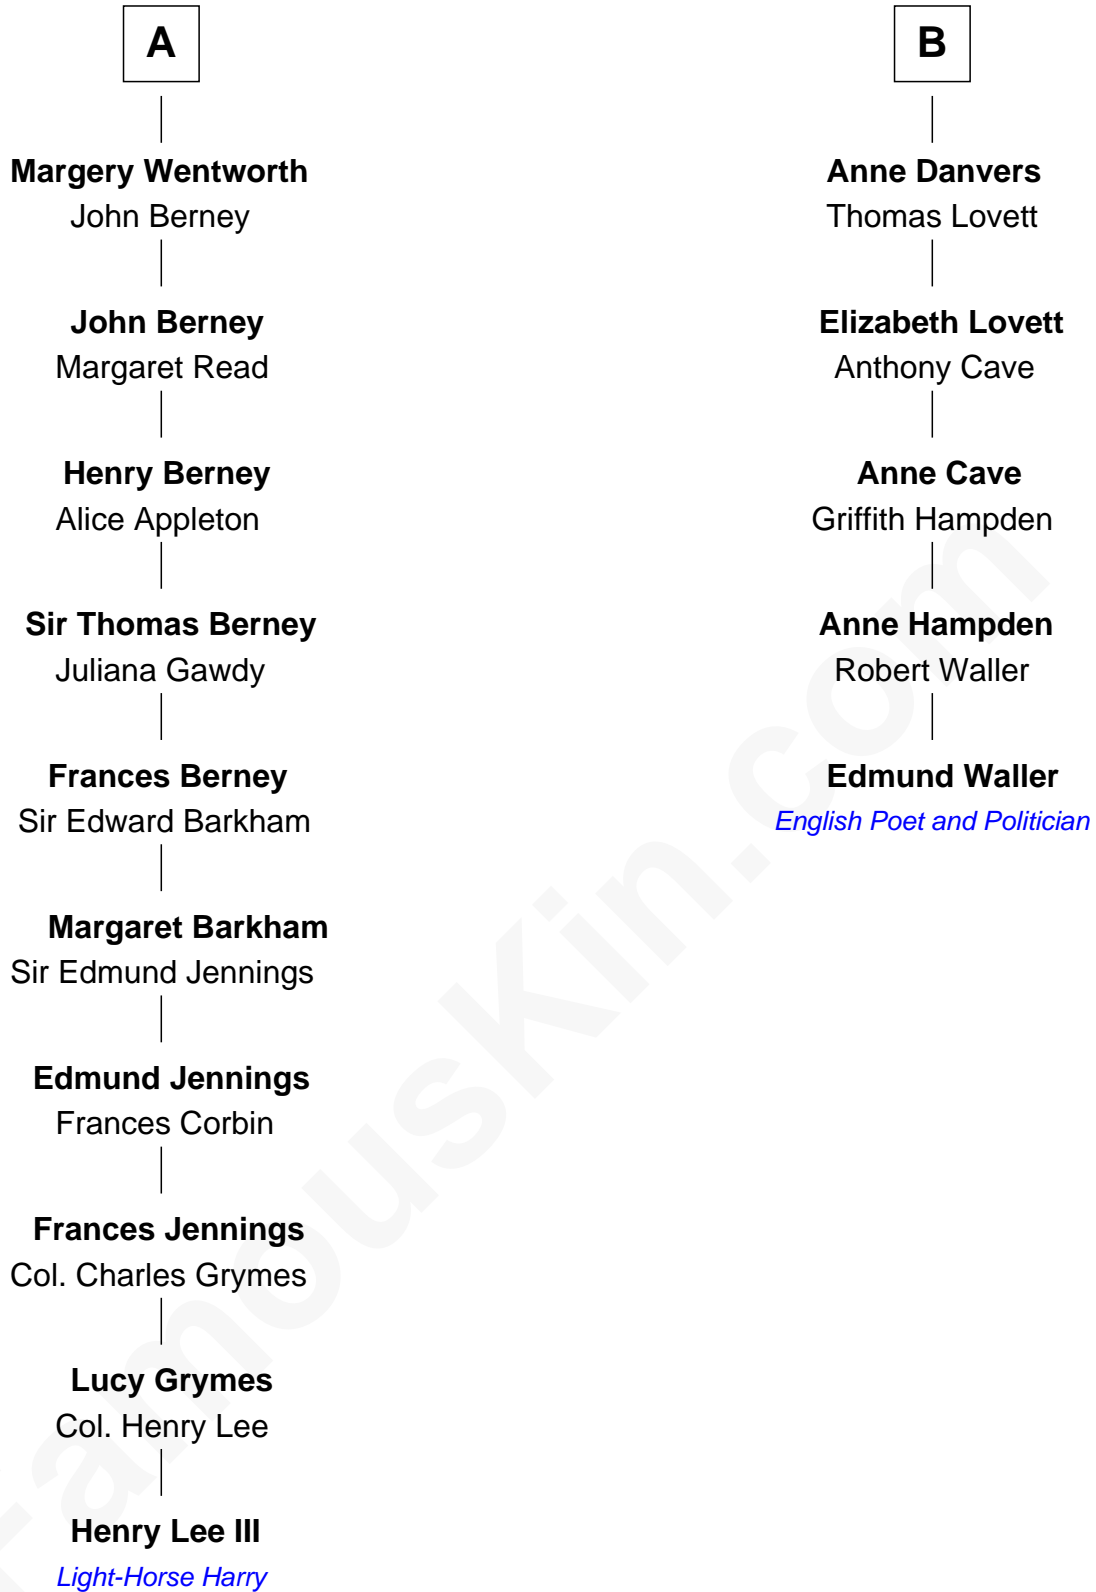 A
Margery Wentworth
John Berney
John Berney
Margaret Read
Henry Berney
Alice Appleton
Sir Thomas Berney
Juliana Gawdy
Frances Berney
Sir Edward Barkham
Margaret Barkham
Sir Edmund Jennings
Edmund Jennings
Frances Corbin
Frances Jennings
Col. Charles Grymes
Lucy Grymes
Col. Henry Lee
Henry Lee III
Light-Horse Harry
B
Anne Danvers
Thomas Lovett
Elizabeth Lovett
Anthony Cave
Anne Cave
Griffith Hampden
Anne Hampden
Robert Waller
Edmund Waller
English Poet and Politician
FamousKin.com